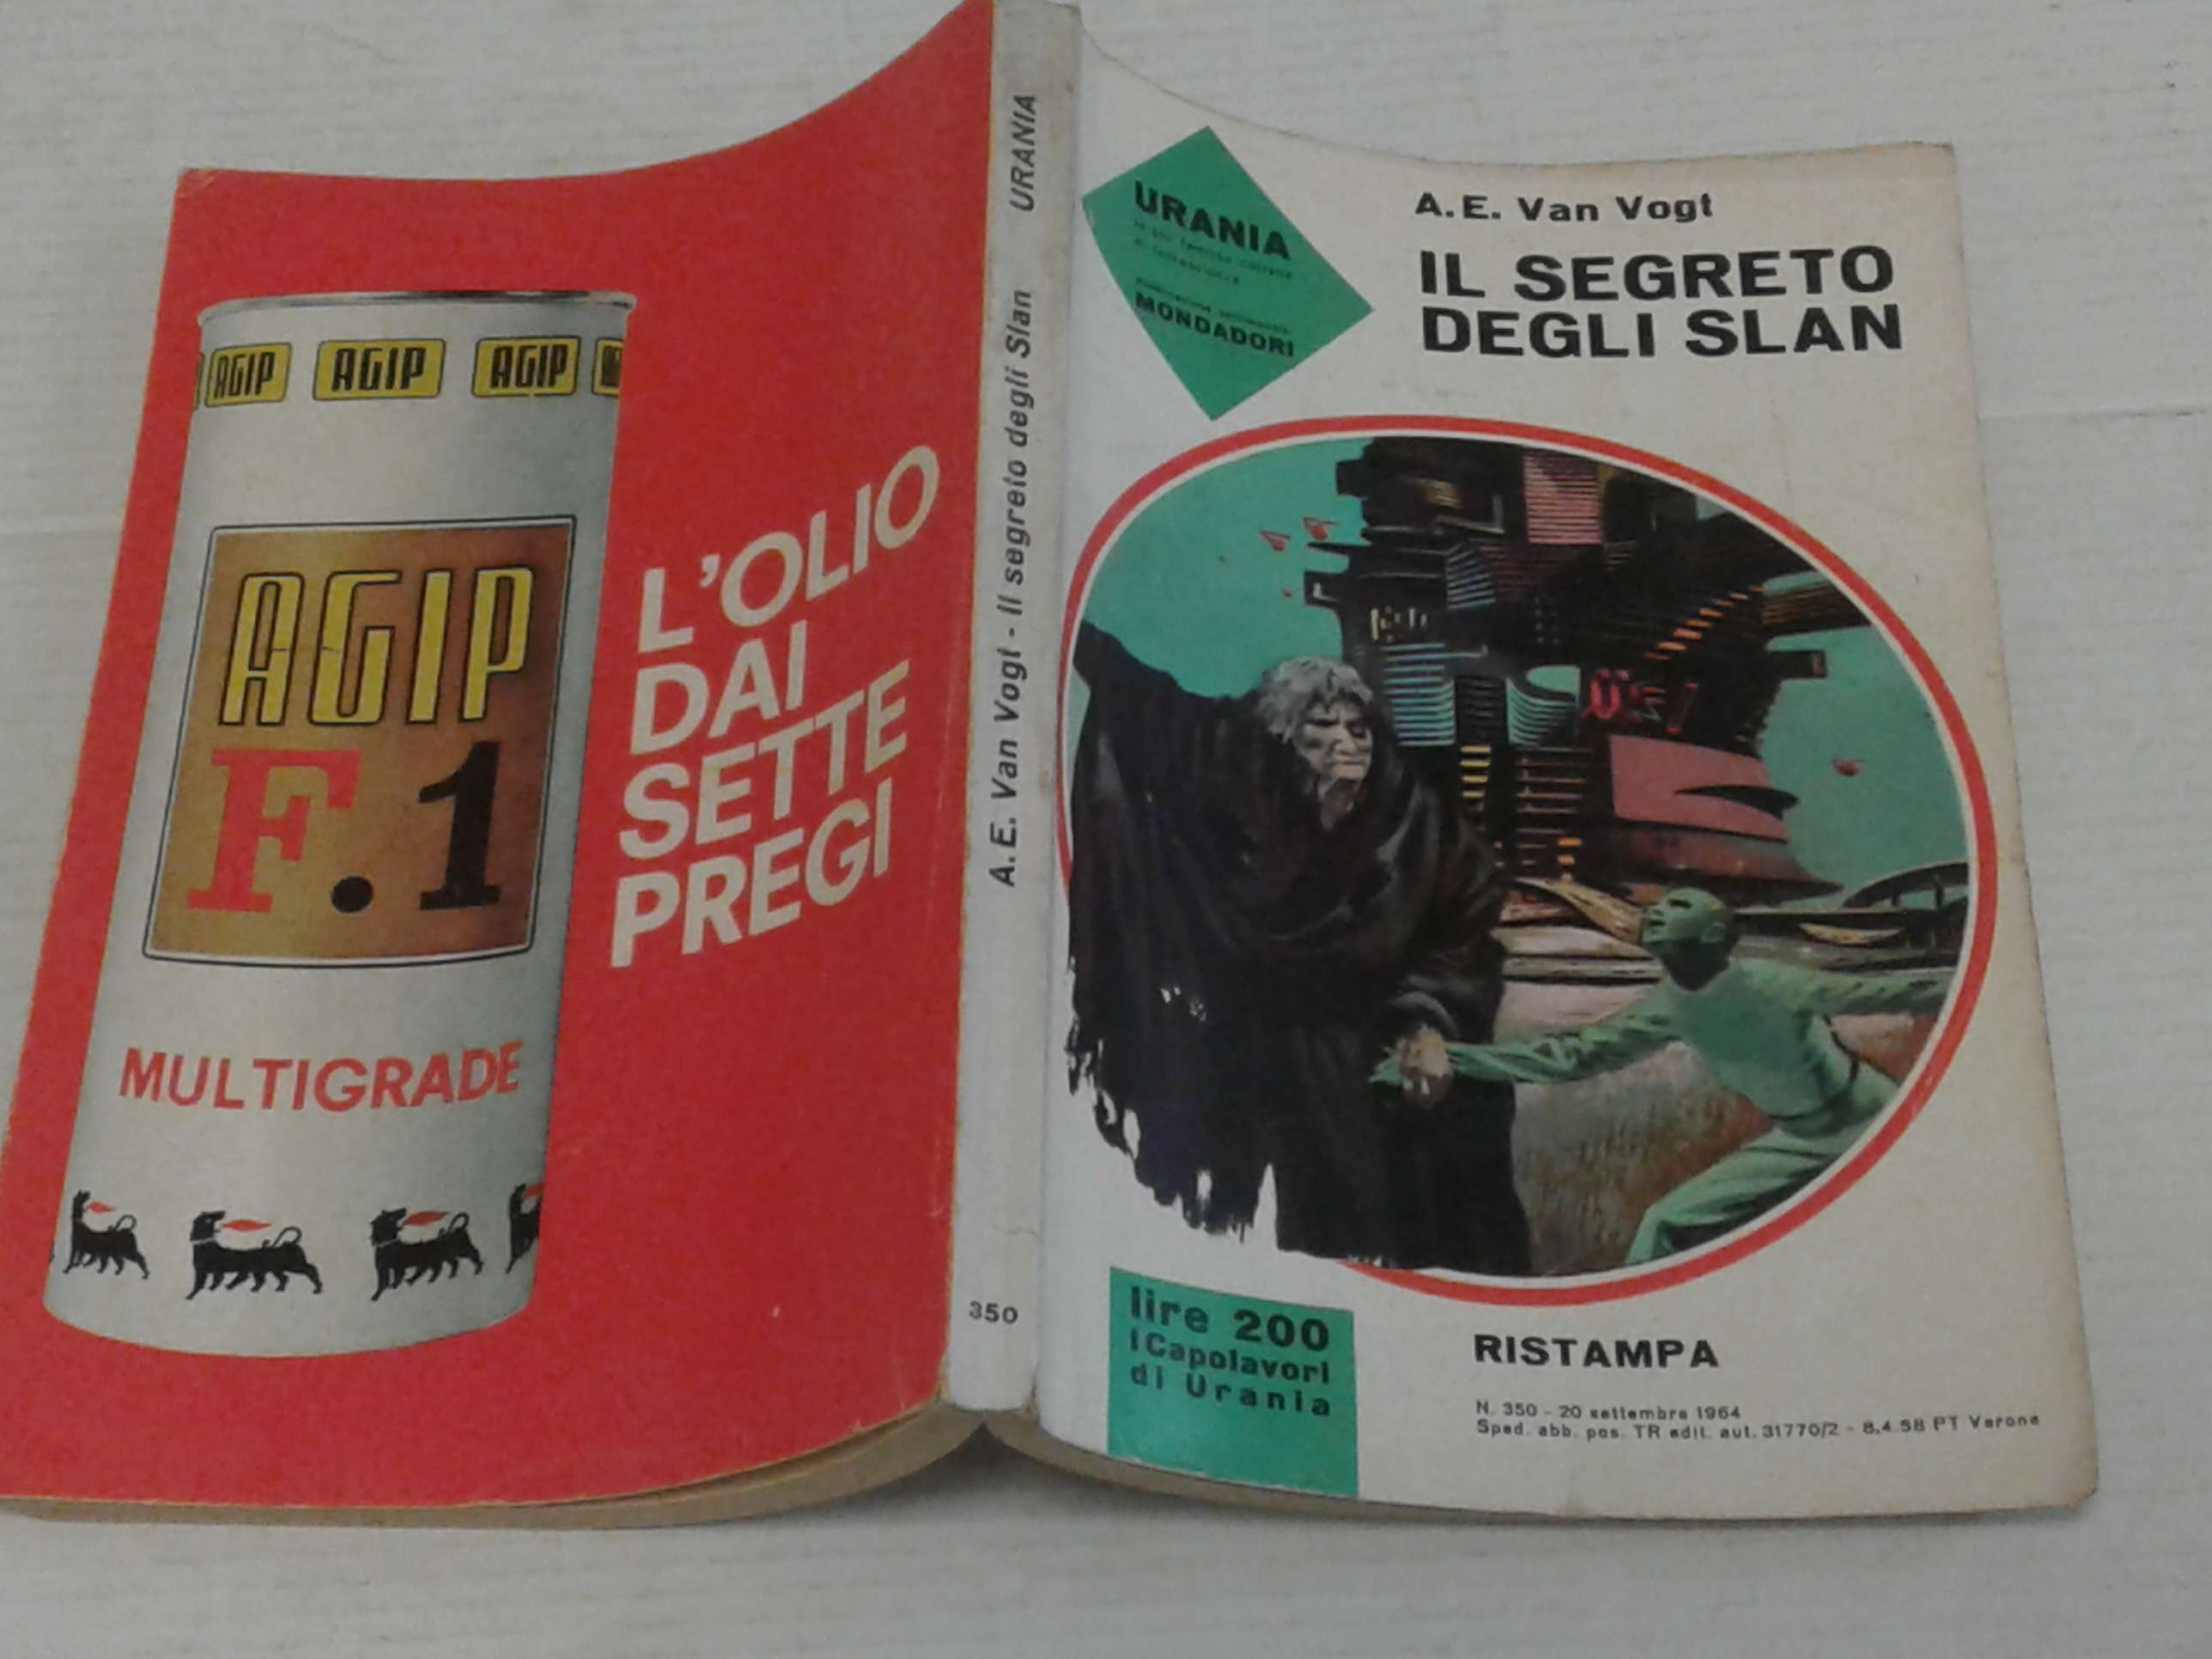 AGIP AGIP AGIP
AGIP
F.1
MULTIGRADE
L'OLIO
DAI
SETTE
PREGI
A.E. Van Vogt - Il segreto degli Slan URANIA
350
URANIA
MONDADORI
A.E. Van Vogt
IL SEGRETO
DEGLI SLAN
lire 200
I Capolavori
di Urania
RISTAMPA
N. 350 - 20 settembre 1964
Sped. abb. pos. TR edit. aut. 31770/2 - 8.4.58 PT Verona